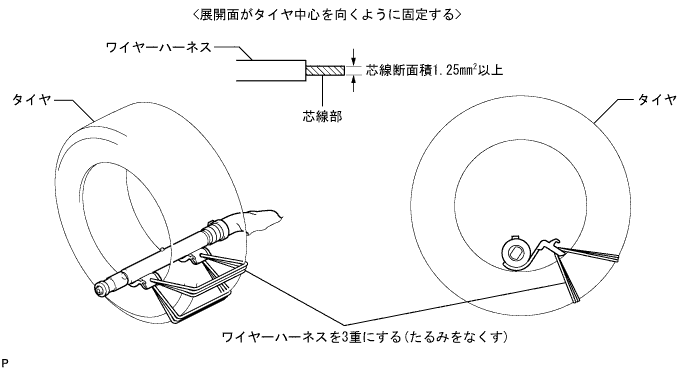 <展開面がタイヤ中心を向くように固定する>
ワイヤーハーネス
芯線断面積1.25mm²以上
タイヤ
タイヤ
芯線部
ワイヤーハーネスを3重にする(たるみをなくす)
P